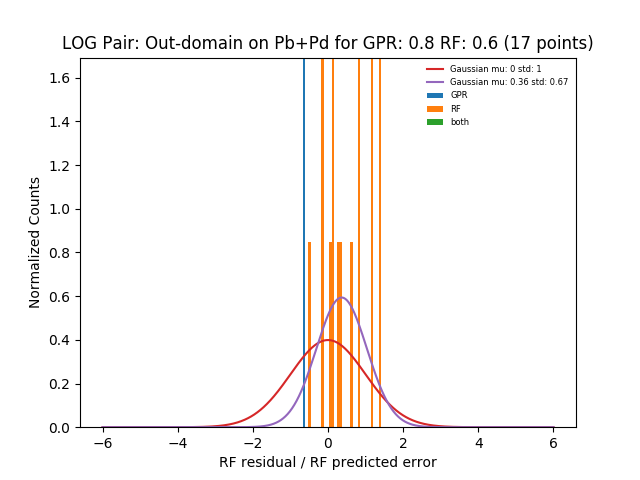 LOG Pair: Out-domain on Pb+Pd for GPR: 0.8 RF: 0.6 (17 points)
Gaussian mu: 0 std: 1
Gaussian mu: 0.36 std: 0.67
GPR
RF
both
Normalized Counts
1.6
1.4
1.2
1.0
0.8
0.6
0.4
0.2
0.0
−6 −4 −2 0 2 4 6
RF residual / RF predicted error